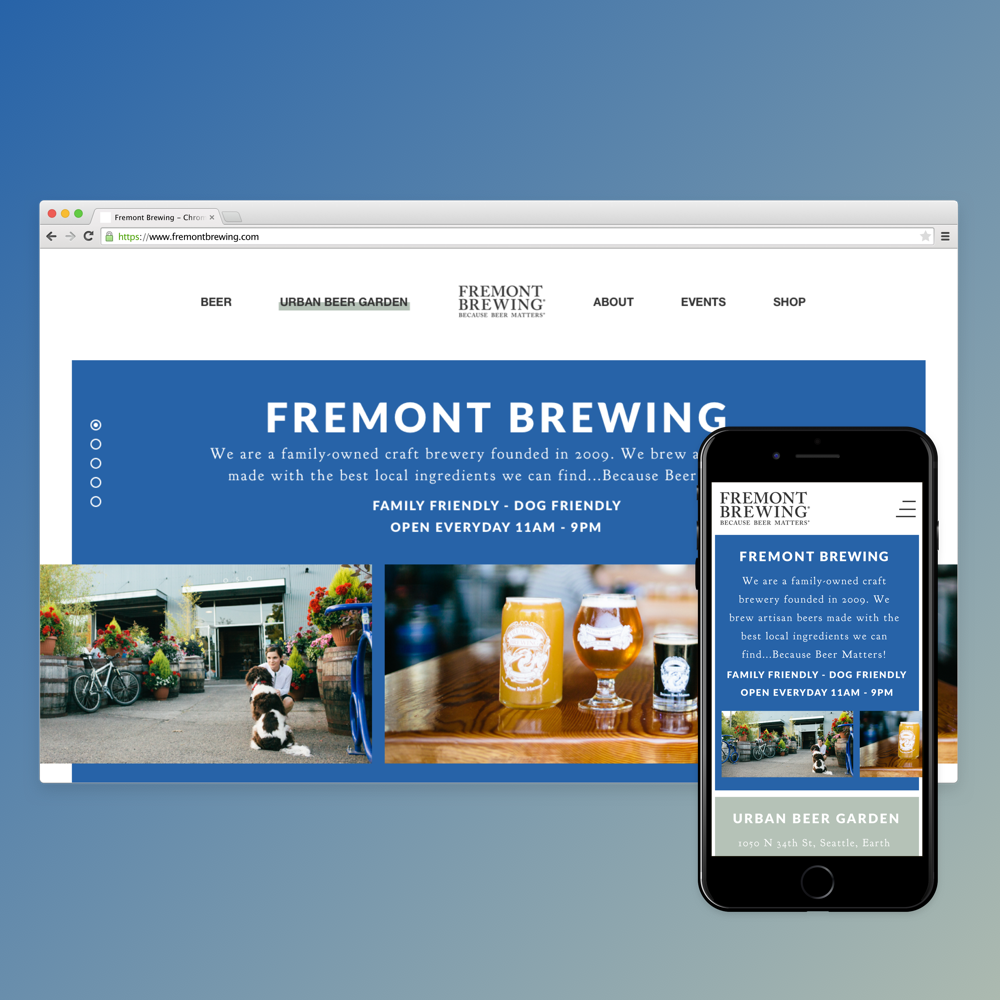 Fremont Brewing – Chrom
https://www.fremontbrewing.com
BEER
URBAN BEER GARDEN
FREMONT
BREWING
BECAUSE BEER MATTERS®
ABOUT
EVENTS
SHOP
FREMONT BREWING
We are a family-owned craft brewery founded in 2009. We brew a
made with the best local ingredients we can find...Because Beer
FAMILY FRIENDLY - DOG FRIENDLY
OPEN EVERYDAY 11AM - 9PM
1050
FREMONT
BREWING®
BECAUSE BEER MATTERS®
FREMONT BREWING
We are a family-owned craft
brewery founded in 2009. We
brew artisan beers made with the
best local ingredients we can
find...Because Beer Matters!
FAMILY FRIENDLY - DOG FRIENDLY
OPEN EVERYDAY 11AM - 9PM
URBAN BEER GARDEN
1050 N 34th St, Seattle, Earth